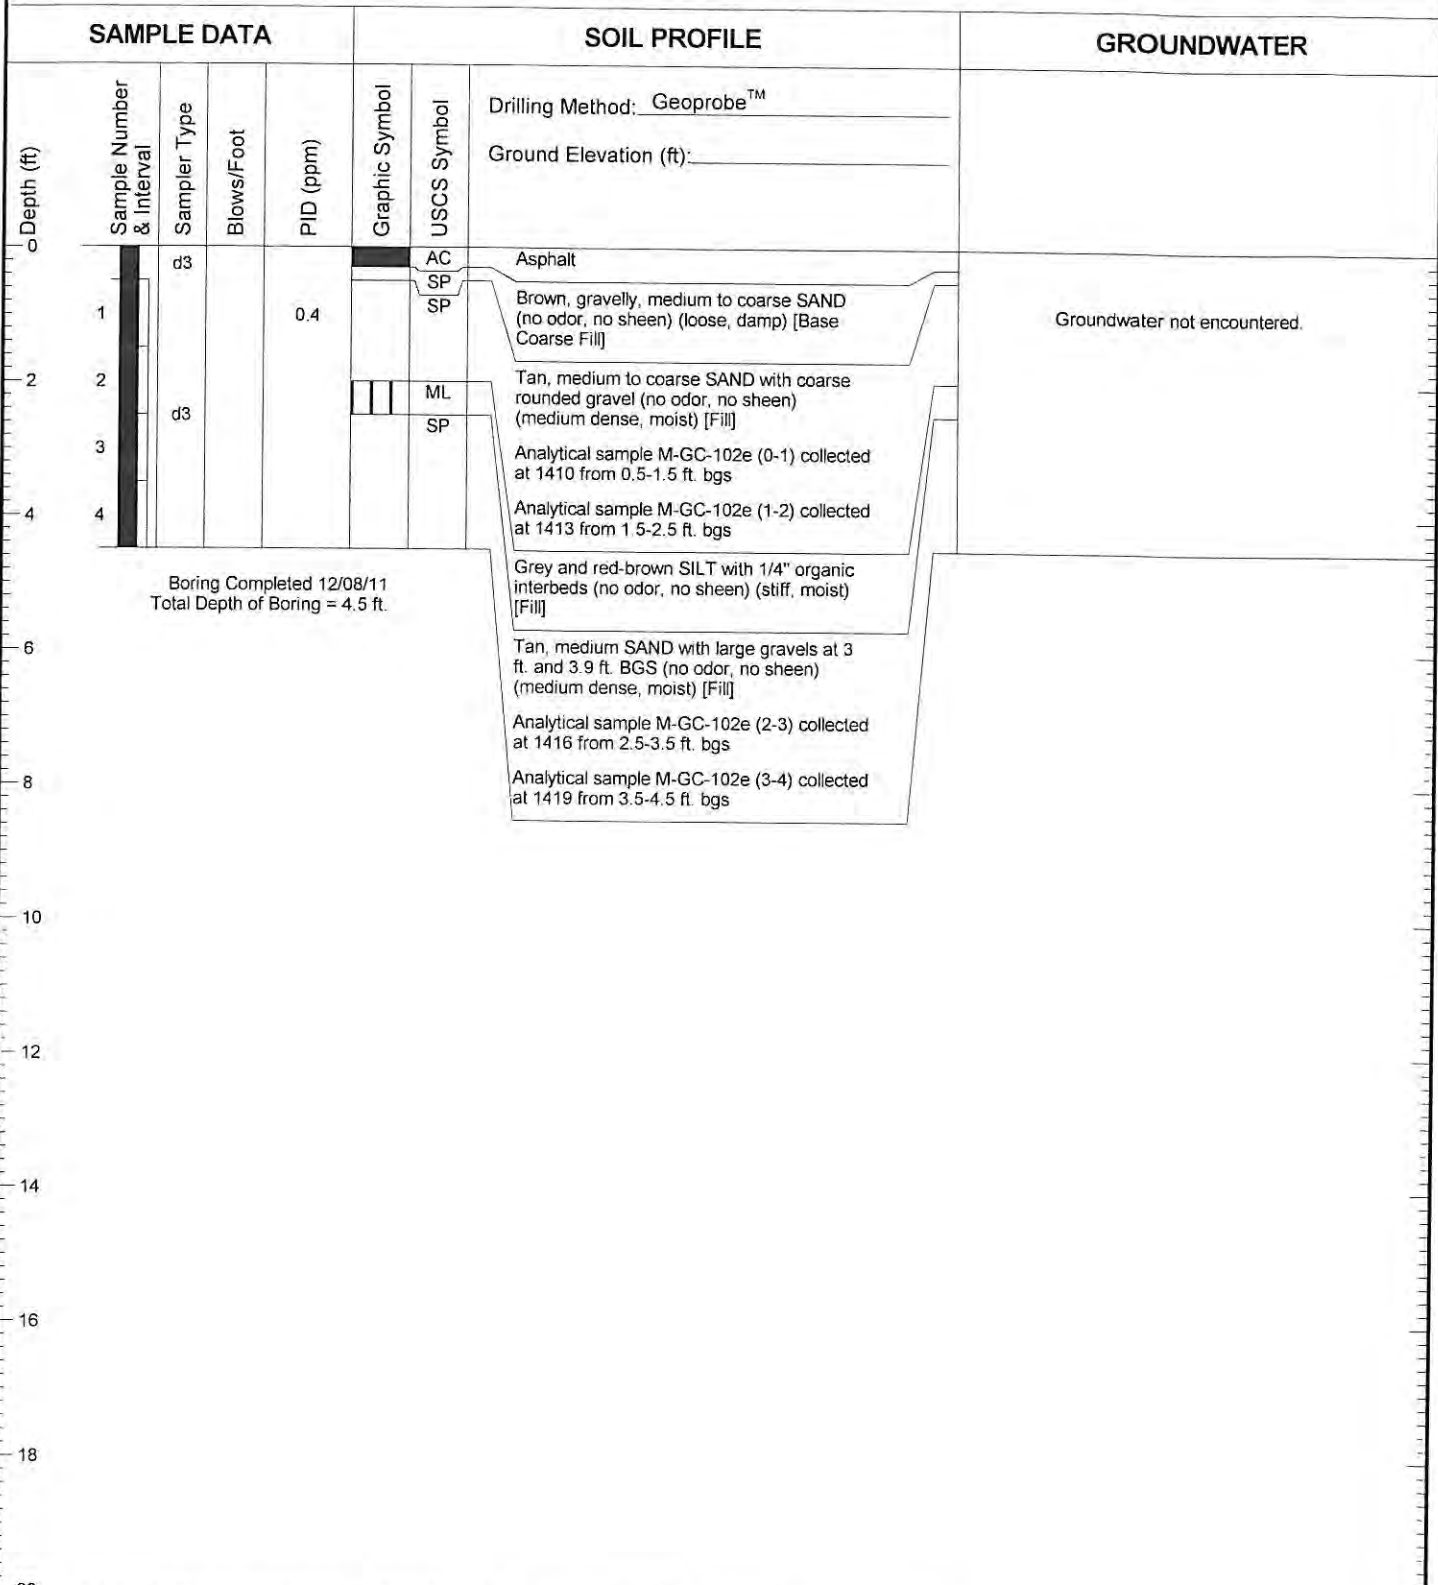 SAMPLE DATA
SOIL PROFILE
GROUNDWATER
Depth (ft)
Sample Number
& Interval
Sampler Type
Blows/Foot
PID (ppm)
Graphic Symbol
USCS Symbol
Drilling Method: Geoprobe™
Ground Elevation (ft):
0
d3
AC
Asphalt
SP
SP
1
0.4
Brown, gravelly, medium to coarse SAND
(no odor, no sheen) (loose, damp) [Base
Coarse Fill]
Groundwater not encountered.
2
2
ML
d3
SP
3
Tan, medium to coarse SAND with coarse
rounded gravel (no odor, no sheen)
(medium dense, moist) [Fill]
Analytical sample M-GC-102e (0-1) collected
at 1410 from 0.5-1.5 ft. bgs
4
4
Analytical sample M-GC-102e (1-2) collected
at 1413 from 1.5-2.5 ft. bgs
Boring Completed 12/08/11
Total Depth of Boring = 4.5 ft.
Grey and red-brown SILT with 1/4" organic
interbeds (no odor, no sheen) (stiff, moist)
[Fill]
6
Tan, medium SAND with large gravels at 3
ft. and 3.9 ft. BGS (no odor, no sheen)
(medium dense, moist) [Fill]
Analytical sample M-GC-102e (2-3) collected
at 1416 from 2.5-3.5 ft. bgs
8
Analytical sample M-GC-102e (3-4) collected
at 1419 from 3.5-4.5 ft. bgs
10
12
14
16
18